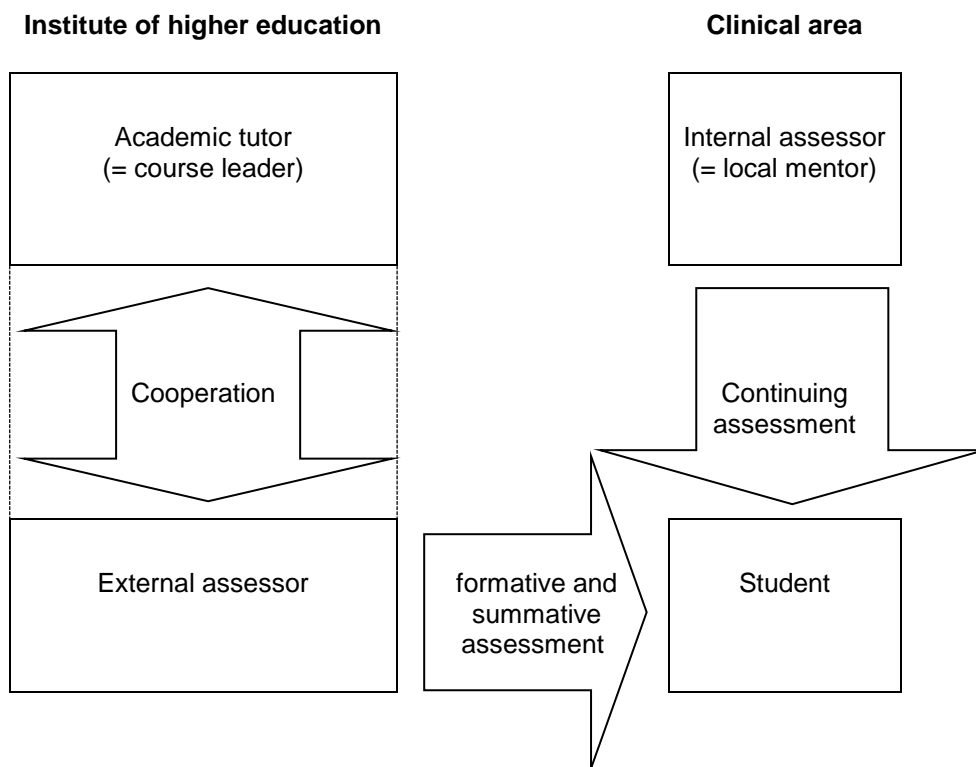 Institute of higher education
Clinical area
Academic tutor
(= course leader)
Internal assessor
(= local mentor)
Cooperation
Continuing
assessment
External assessor
formative and
summative
assessment
Student